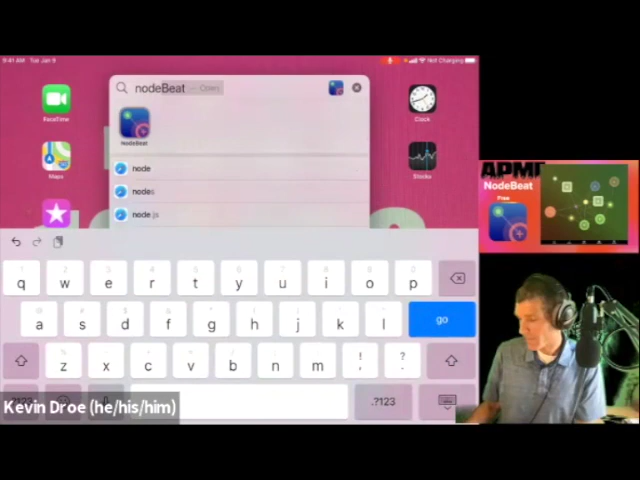 9:41 AM Tue Jan 9
Not Charging
nodeBeat — Open
FaceTime
Clock
NodeBeat
node
Maps
Stocks
nodes
node.js
APM
NodeBeat
Free
q w e r t y u i o p
a s d f g h j k l go
z x c v b n m ! , ? .
.?123
Kevin Droe (he/his/him)